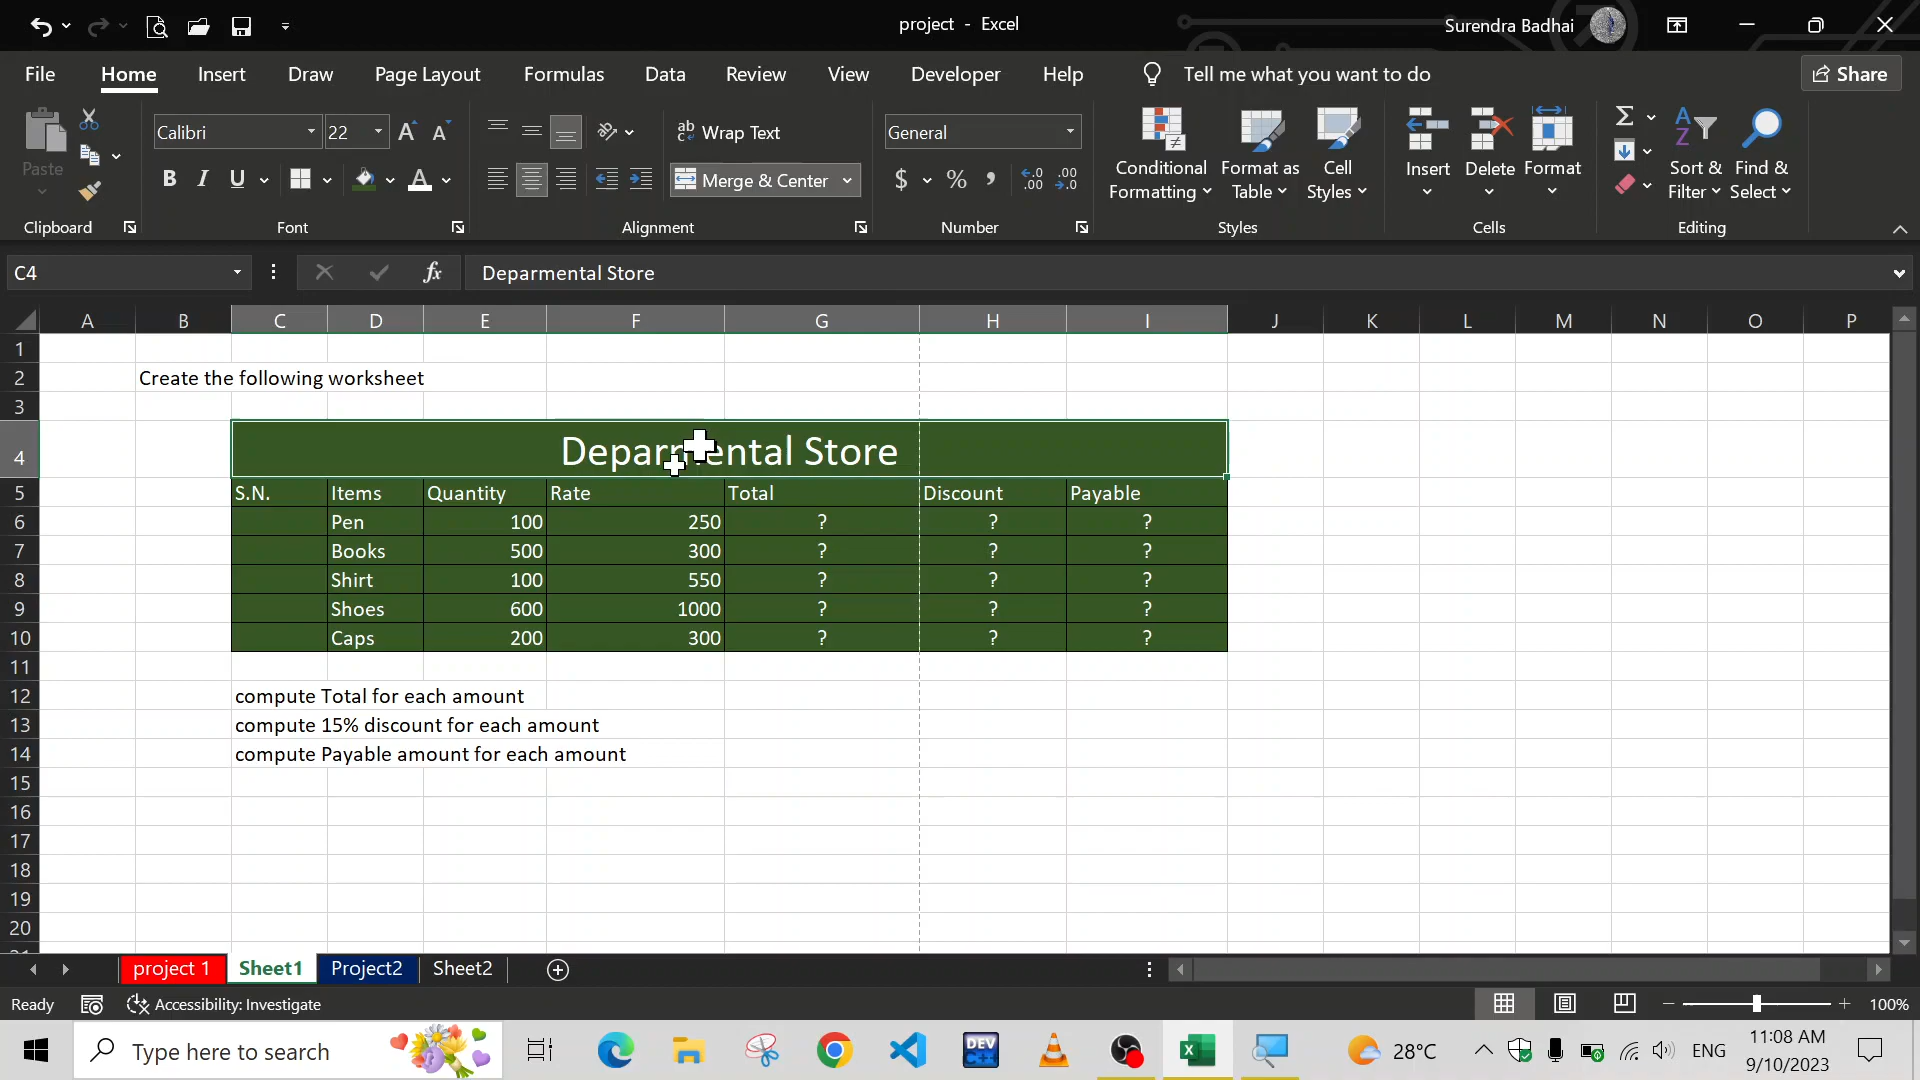 project - Excel
Surendra Badhai
File Home Insert Draw Page Layout Formulas Data Review View Developer Help Tell me what you want to do Share
Paste
Calibri 22
B I U A
ab Wrap Text
Merge & Center
General
$ % ,
Conditional Formatting
Format as Table
Cell Styles
Insert Delete Format
Sort & Filter
Find & Select
Clipboard Font Alignment Number Styles Cells Editing
C4 fx Deparmental Store
A B C D E F G H I J K L M N O P
1
2 Create the following worksheet
3
4 Deparmental Store
5 S.N. Items Quantity Rate Total Discount Payable
6 Pen 100 250 ? ? ?
7 Books 500 300 ? ? ?
8 Shirt 100 550 ? ? ?
9 Shoes 600 1000 ? ? ?
10 Caps 200 300 ? ? ?
11
12 compute Total for each amount
13 compute 15% discount for each amount
14 compute Payable amount for each amount
15
16
17
18
19
20
project 1 Sheet1 Project2 Sheet2
Ready Accessibility: Investigate 100%
Type here to search
DEV C++
28°C ENG
11:08 AM
9/10/2023